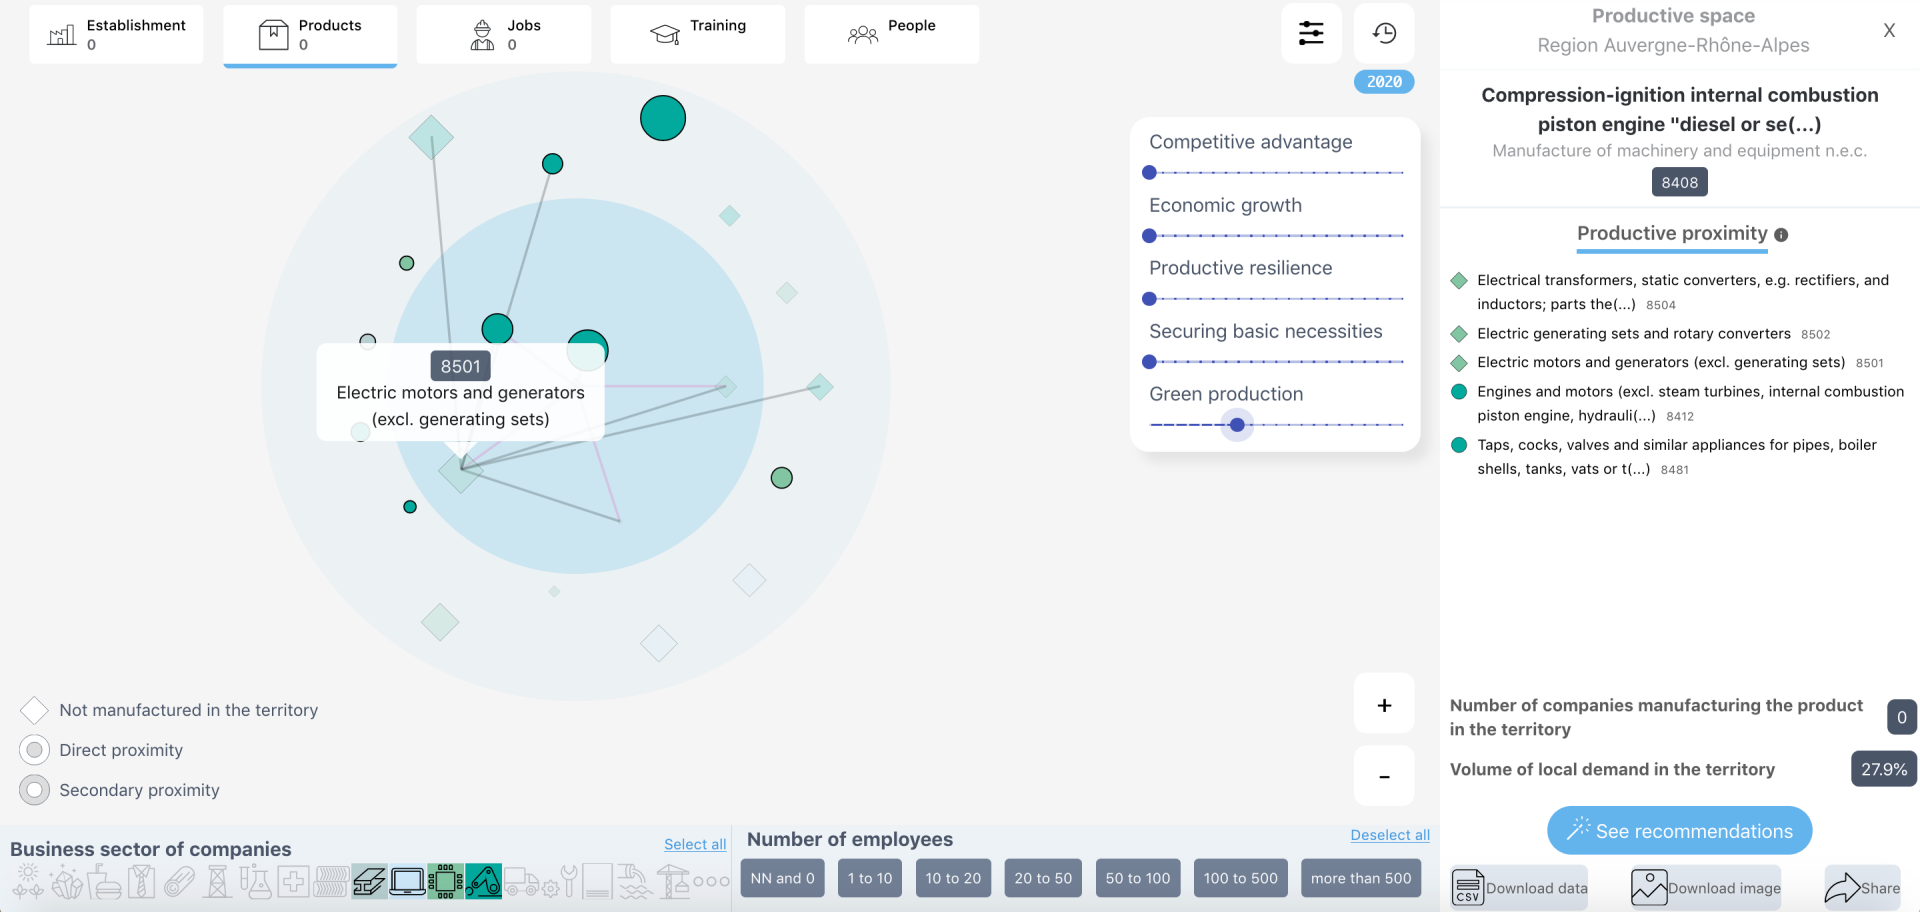 Establishment
0
Products
0
Jobs
0
Training
People
2020
Productive space
Region Auvergne-Rhône-Alpes
X
Compression-ignition internal combustion
piston engine "diesel or se(...)
Manufacture of machinery and equipment n.e.c.
8408
Productive proximity
Electrical transformers, static converters, e.g. rectifiers, and
inductors; parts the(...) 8504
Electric generating sets and rotary converters 8502
Electric motors and generators (excl. generating sets) 8501
Engines and motors (excl. steam turbines, internal combustion
piston engine, hydrauli(...) 8412
Taps, cocks, valves and similar appliances for pipes, boiler
shells, tanks, vats or t(...) 8481
Competitive advantage
Economic growth
Productive resilience
Securing basic necessities
Green production
8501
Electric motors and generators
(excl. generating sets)
Not manufactured in the territory
Direct proximity
Secondary proximity
+
-
Number of companies manufacturing the product
in the territory
0
Volume of local demand in the territory
27.9%
See recommendations
CSV
Download data
Download image
Share
Business sector of companies
Select all
Number of employees
Deselect all
NN and 0
1 to 10
10 to 20
20 to 50
50 to 100
100 to 500
more than 500